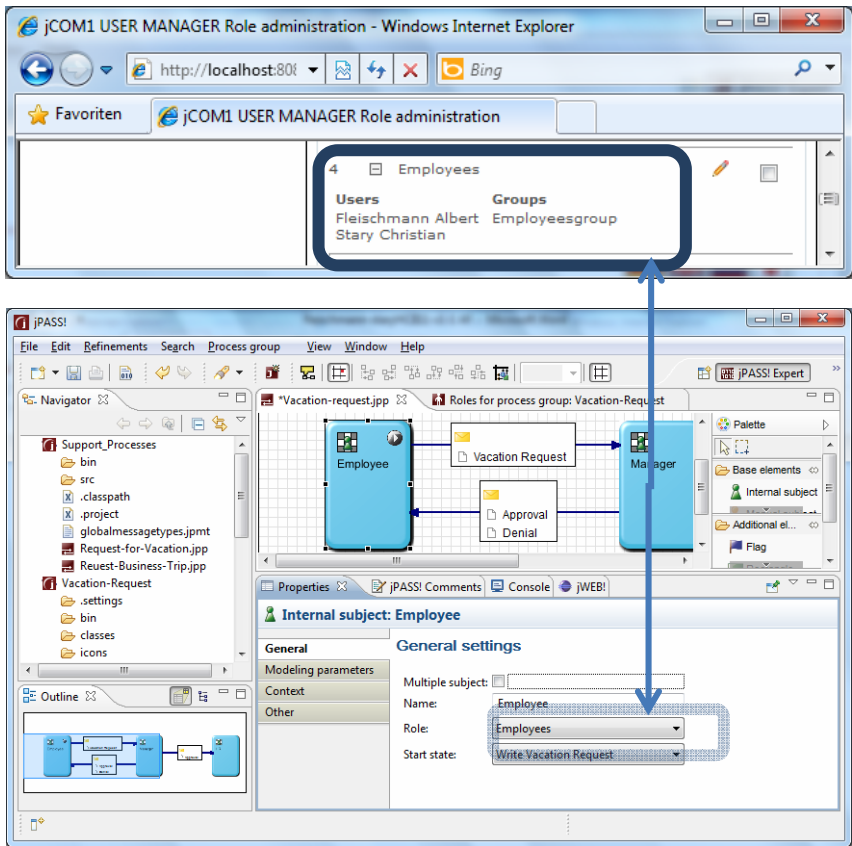 jCOM1 USER MANAGER Role administration - Windows Internet Explorer
http://localhost:808
Bing
Favoriten
jCOM1 USER MANAGER Role administration
4 Employees
Users Groups
Fleischmann Albert Employeesgroup
Stary Christian
jPASS!
File Edit Refinements Search Process group View Window Help
jPASS! Expert
Navigator
*Vacation-request.jpp
Roles for process group: Vacation-Request
Support_Processes
bin
src
.classpath
.project
globalmessagetypes.jpmt
Request-for-Vacation.jpp
Reuest-Business-Trip.jpp
Vacation-Request
.settings
bin
classes
icons
Employee
Vacation Request
Manager
Approval
Denial
Palette
Base elements
Internal subject
Additional el...
Flag
Outline
Properties
jPASS! Comments
Console
jWEB!
Internal subject: Employee
General
Modeling parameters
Context
Other
General settings
Multiple subject:
Name: Employee
Role: Employees
Start state: Write Vacation Request